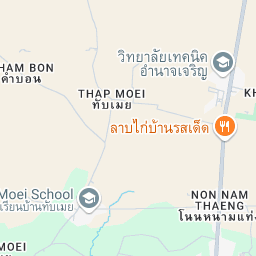 วิทยาลัยเทคนิค
อำนาจเจริญ
HAM BON
คำบอน
THAP MOEI
ทับเมย
KH
ลาบไก่บ้านรสเด็ด
Moei School
เรียนบ้านทับเมย
NON NAM
THAENG
โนนหนามแท่ง
MOEI